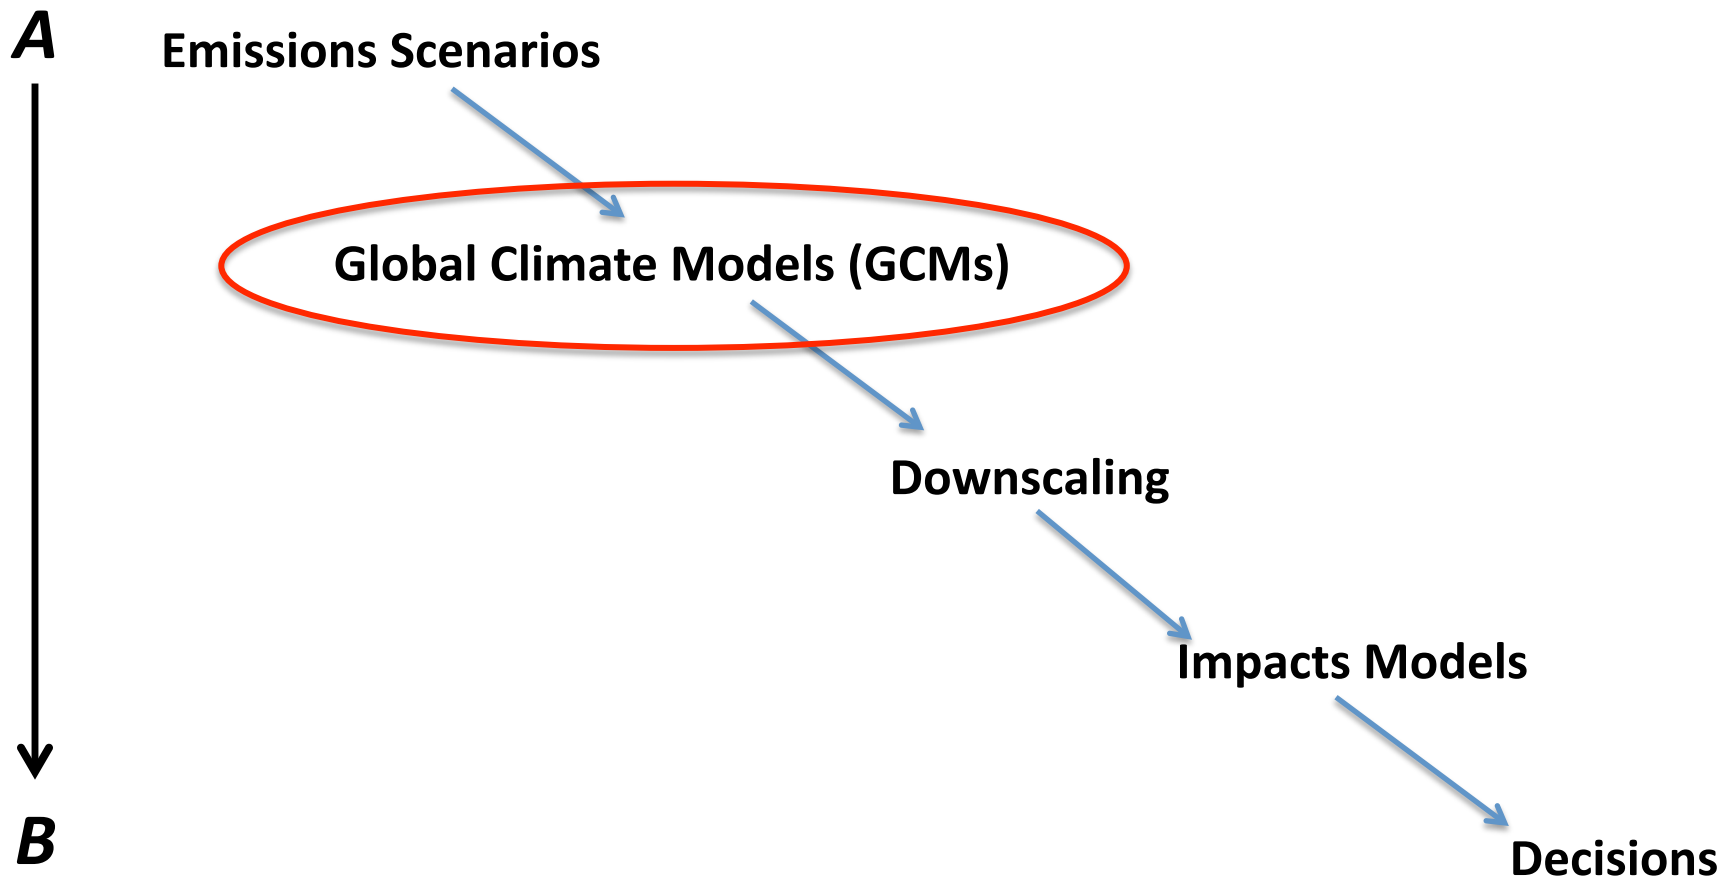 A
Emissions Scenarios
Global Climate Models (GCMs)
Downscaling
Impacts Models
B
Decisions